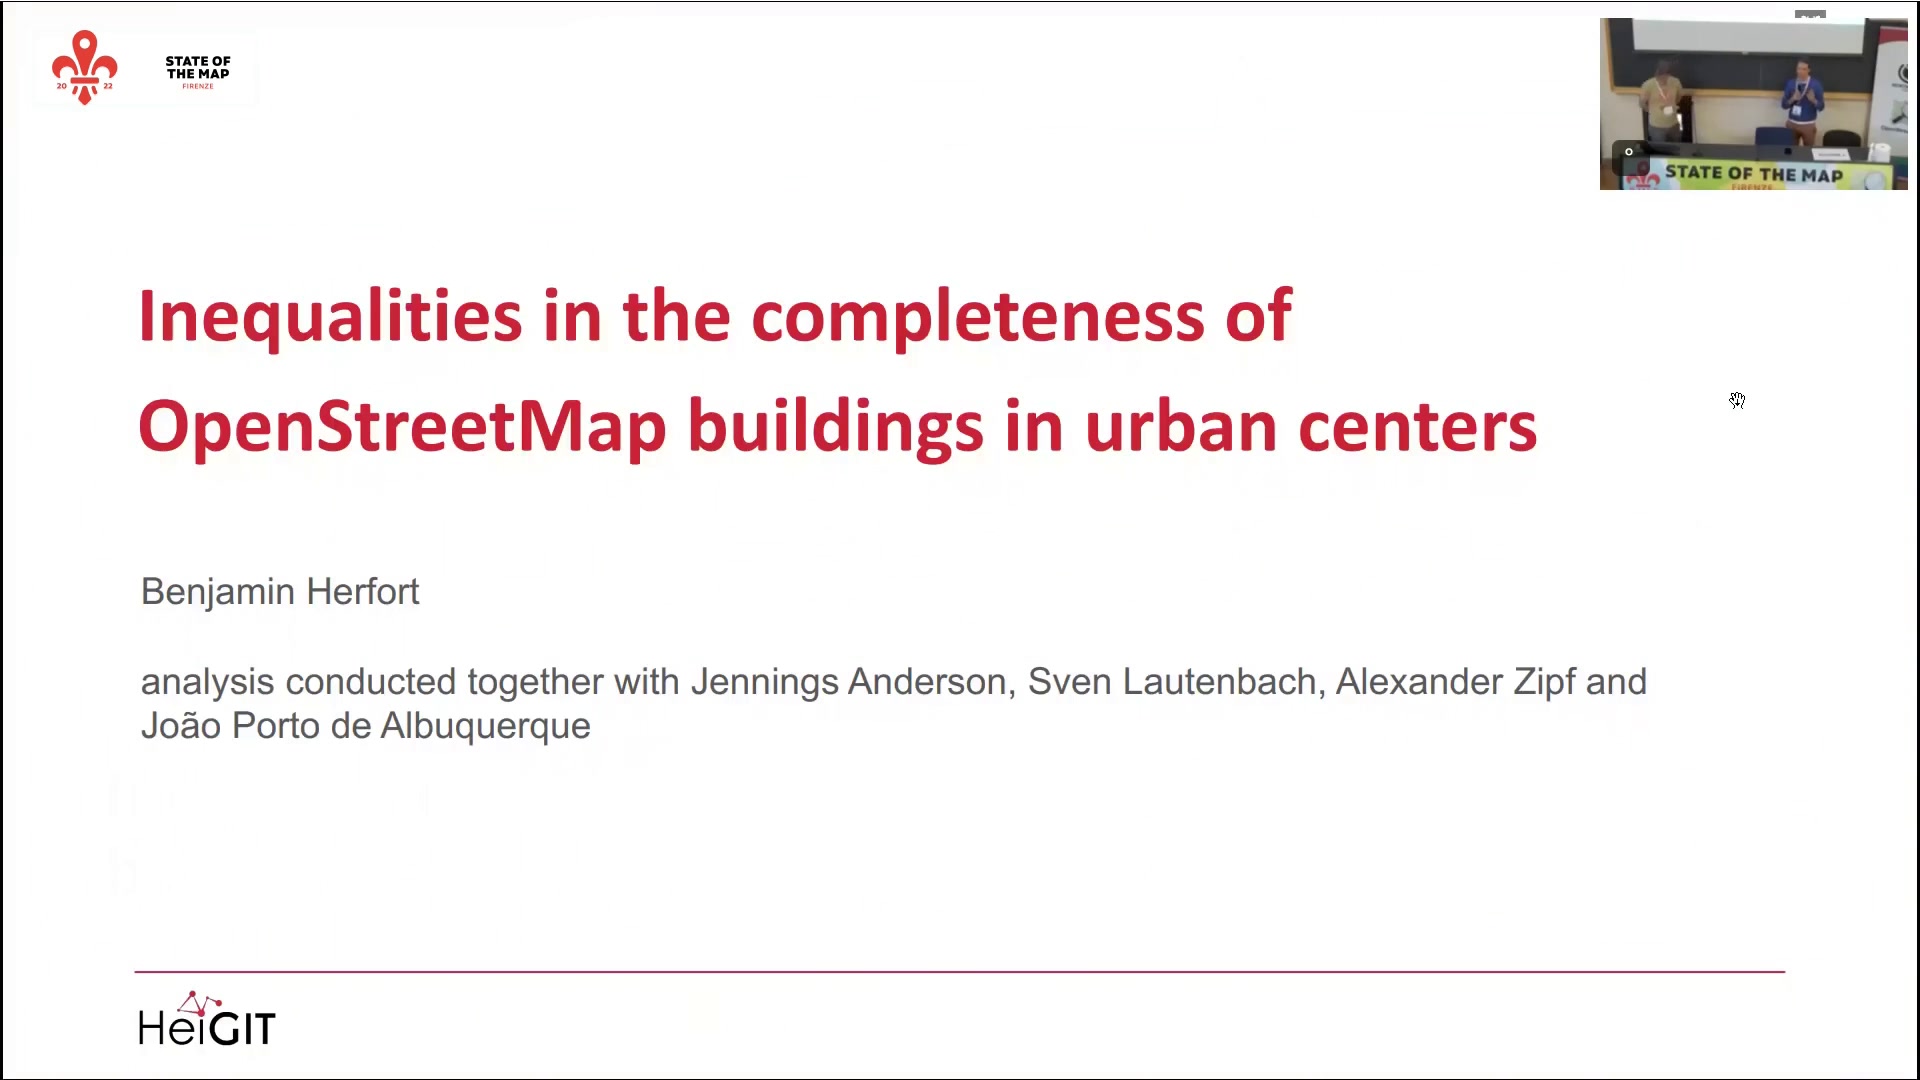 20 22
STATE OF
THE MAP
FIRENZE
STATE OF THE MAP
FIRENZE
Inequalities in the completeness of
OpenStreetMap buildings in urban centers
Benjamin Herfort
analysis conducted together with Jennings Anderson, Sven Lautenbach, Alexander Zipf and
João Porto de Albuquerque
HeiGIT